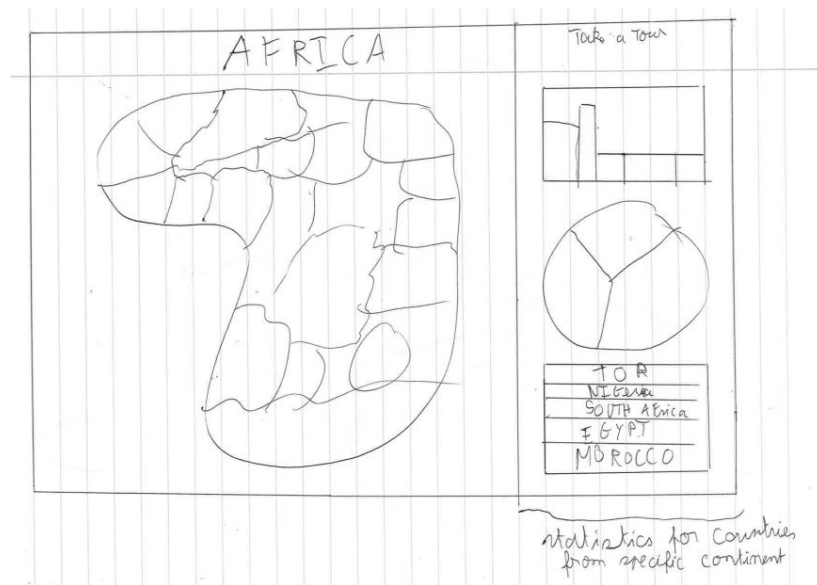 AFRICA
Take a Tour
TOP
NIGeria
SOUTH AFrica
EGYPT
MOROCCO
statistics for Countries
from specific continent